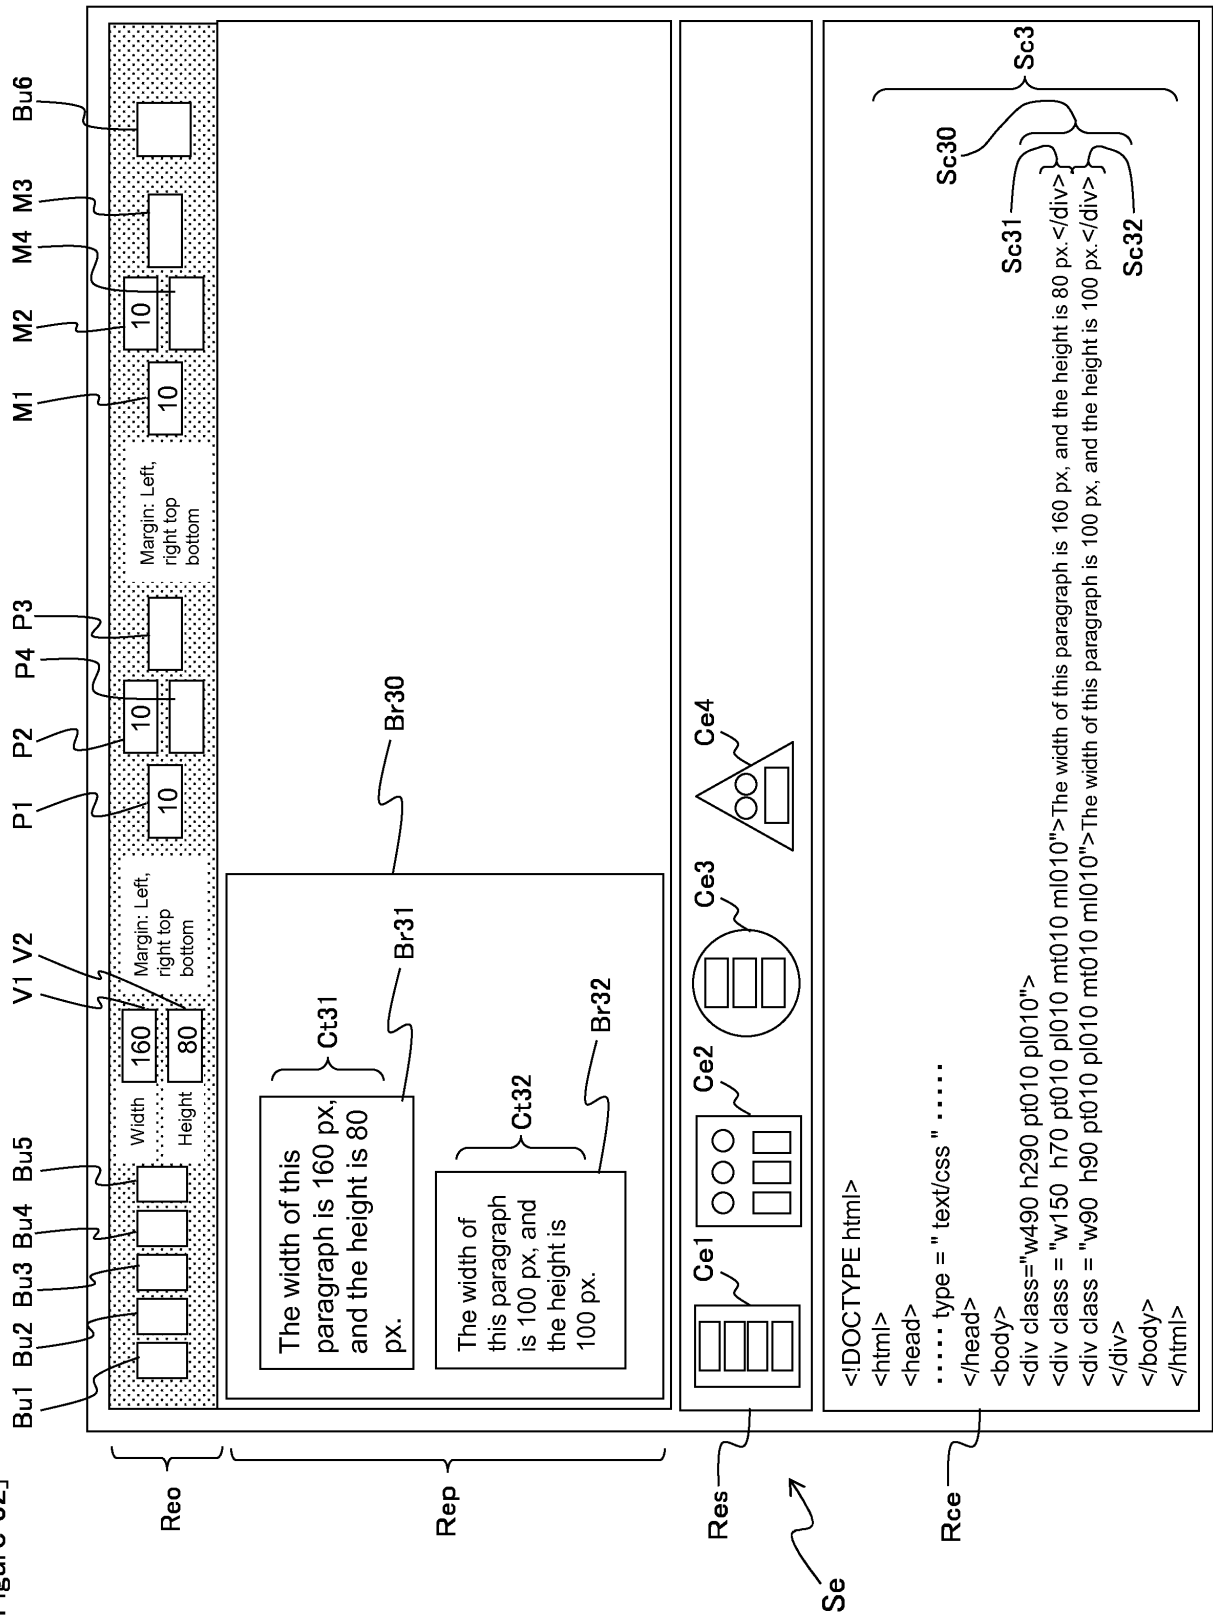 Figure 32]
Bu1 Bu2 Bu3 Bu4 Bu5 V1 V2 P1 P2 P4 P3 M1 M2 M4 M3 Bu6
Reo
Width
160
Height
80
Margin: Left,
right top
bottom
10
10
Margin: Left,
right top
bottom
10
10
Rep
Br30
The width of this
paragraph is 160 px,
and the height is 80
px.
Ct31
Br31
The width of
this paragraph
is 100 px, and
the height is
100 px.
Ct32
Br32
Res
Ce1
Ce2
Ce3
Ce4
Se
Rce
<!DOCTYPE html>
<html>
<head>
..... type = " text/css " .....
</head>
<body>
<div class="w490 h290 pt010 pl010">
<div class = "w150 h70 pt010 pl010 mt010 ml010">The width of this paragraph is 160 px, and the height is 80 px.</div>
<div class = "w90 h90 pt010 pl010 mt010 ml010">The width of this paragraph is 100 px, and the height is 100 px.</div>
</div>
</body>
</html>
Sc31
Sc30
Sc32
Sc3